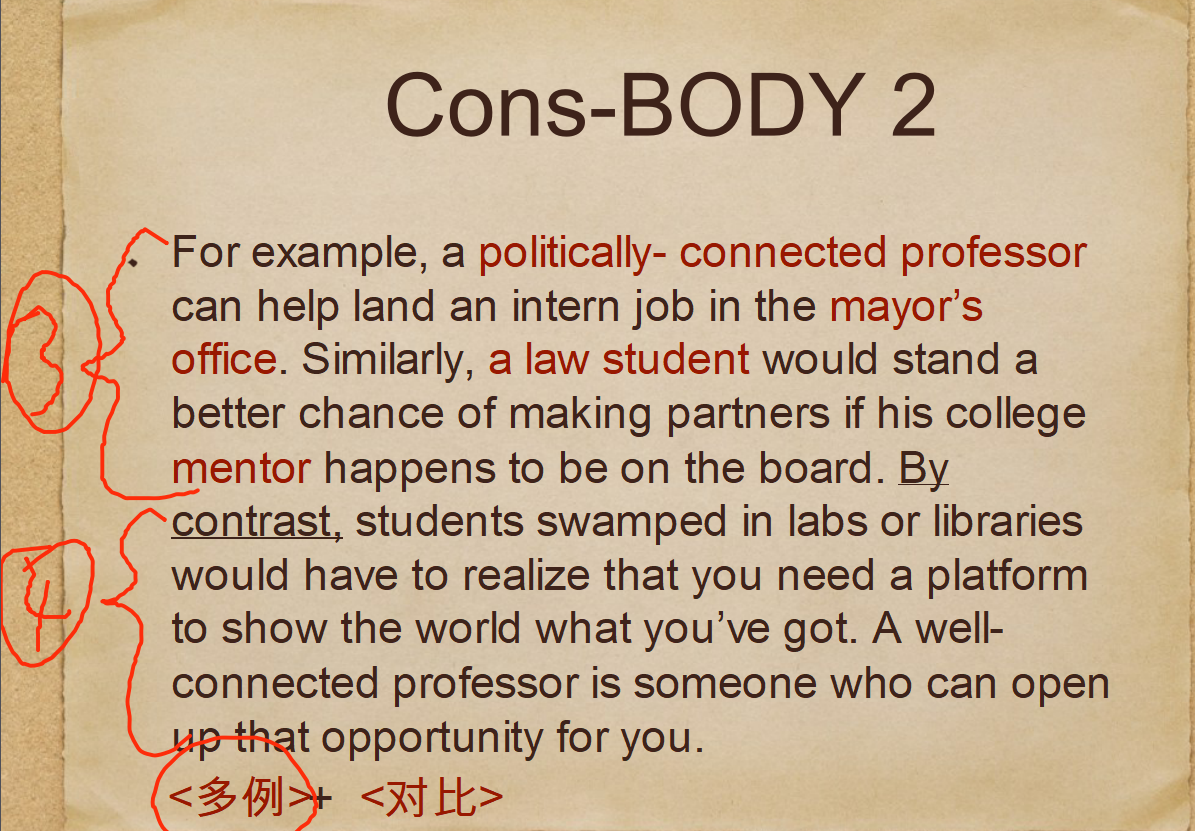 Cons-BODY 2
For example, a politically- connected professor
can help land an intern job in the mayor’s
office. Similarly, a law student would stand a
better chance of making partners if his college
mentor happens to be on the board. By
contrast, students swamped in labs or libraries
would have to realize that you need a platform
to show the world what you’ve got. A well-
connected professor is someone who can open
up that opportunity for you.
<多例>+ <对比>
3